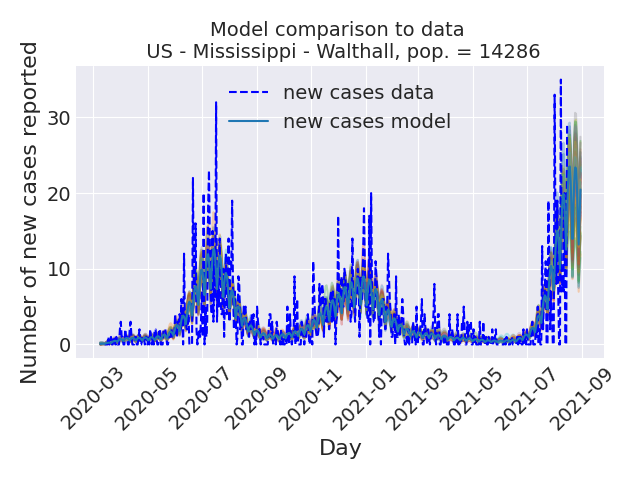 Model comparison to data
US - Mississippi - Walthall, pop. = 14286
Number of new cases reported
new cases data
new cases model
30
20
10
0
2020-03
2020-05
2020-07
2020-09
2020-11
2021-01
2021-03
2021-05
2021-07
2021-09
Day